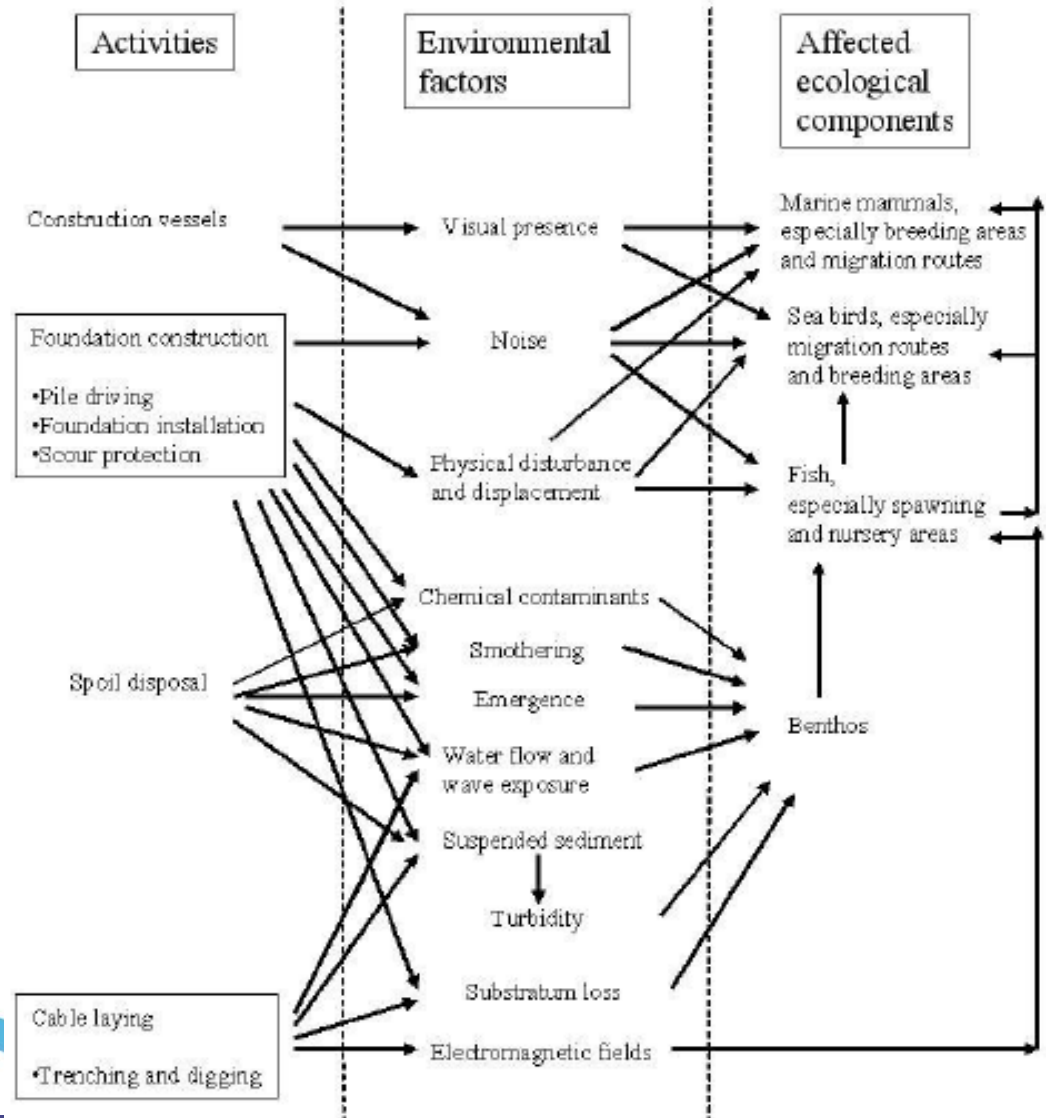 Activities
Environmental
factors
Affected
ecological
components
Construction vessels
Visual presence
Marine mammals,
especially breeding areas
and migration routes
Foundation construction
•Pile driving
•Foundation installation
•Scour protection
Noise
Sea birds, especially
migration routes
and breeding areas
Physical disturbance
and displacement
Fish,
especially spawning
and nursery areas
Chemical contaminants
Smothering
Spoil disposal
Emergence
Benthos
Water flow and
wave exposure
Suspended sediment
Turbidity
Substratum loss
Cable laying
•Trenching and digging
Electromagnetic fields